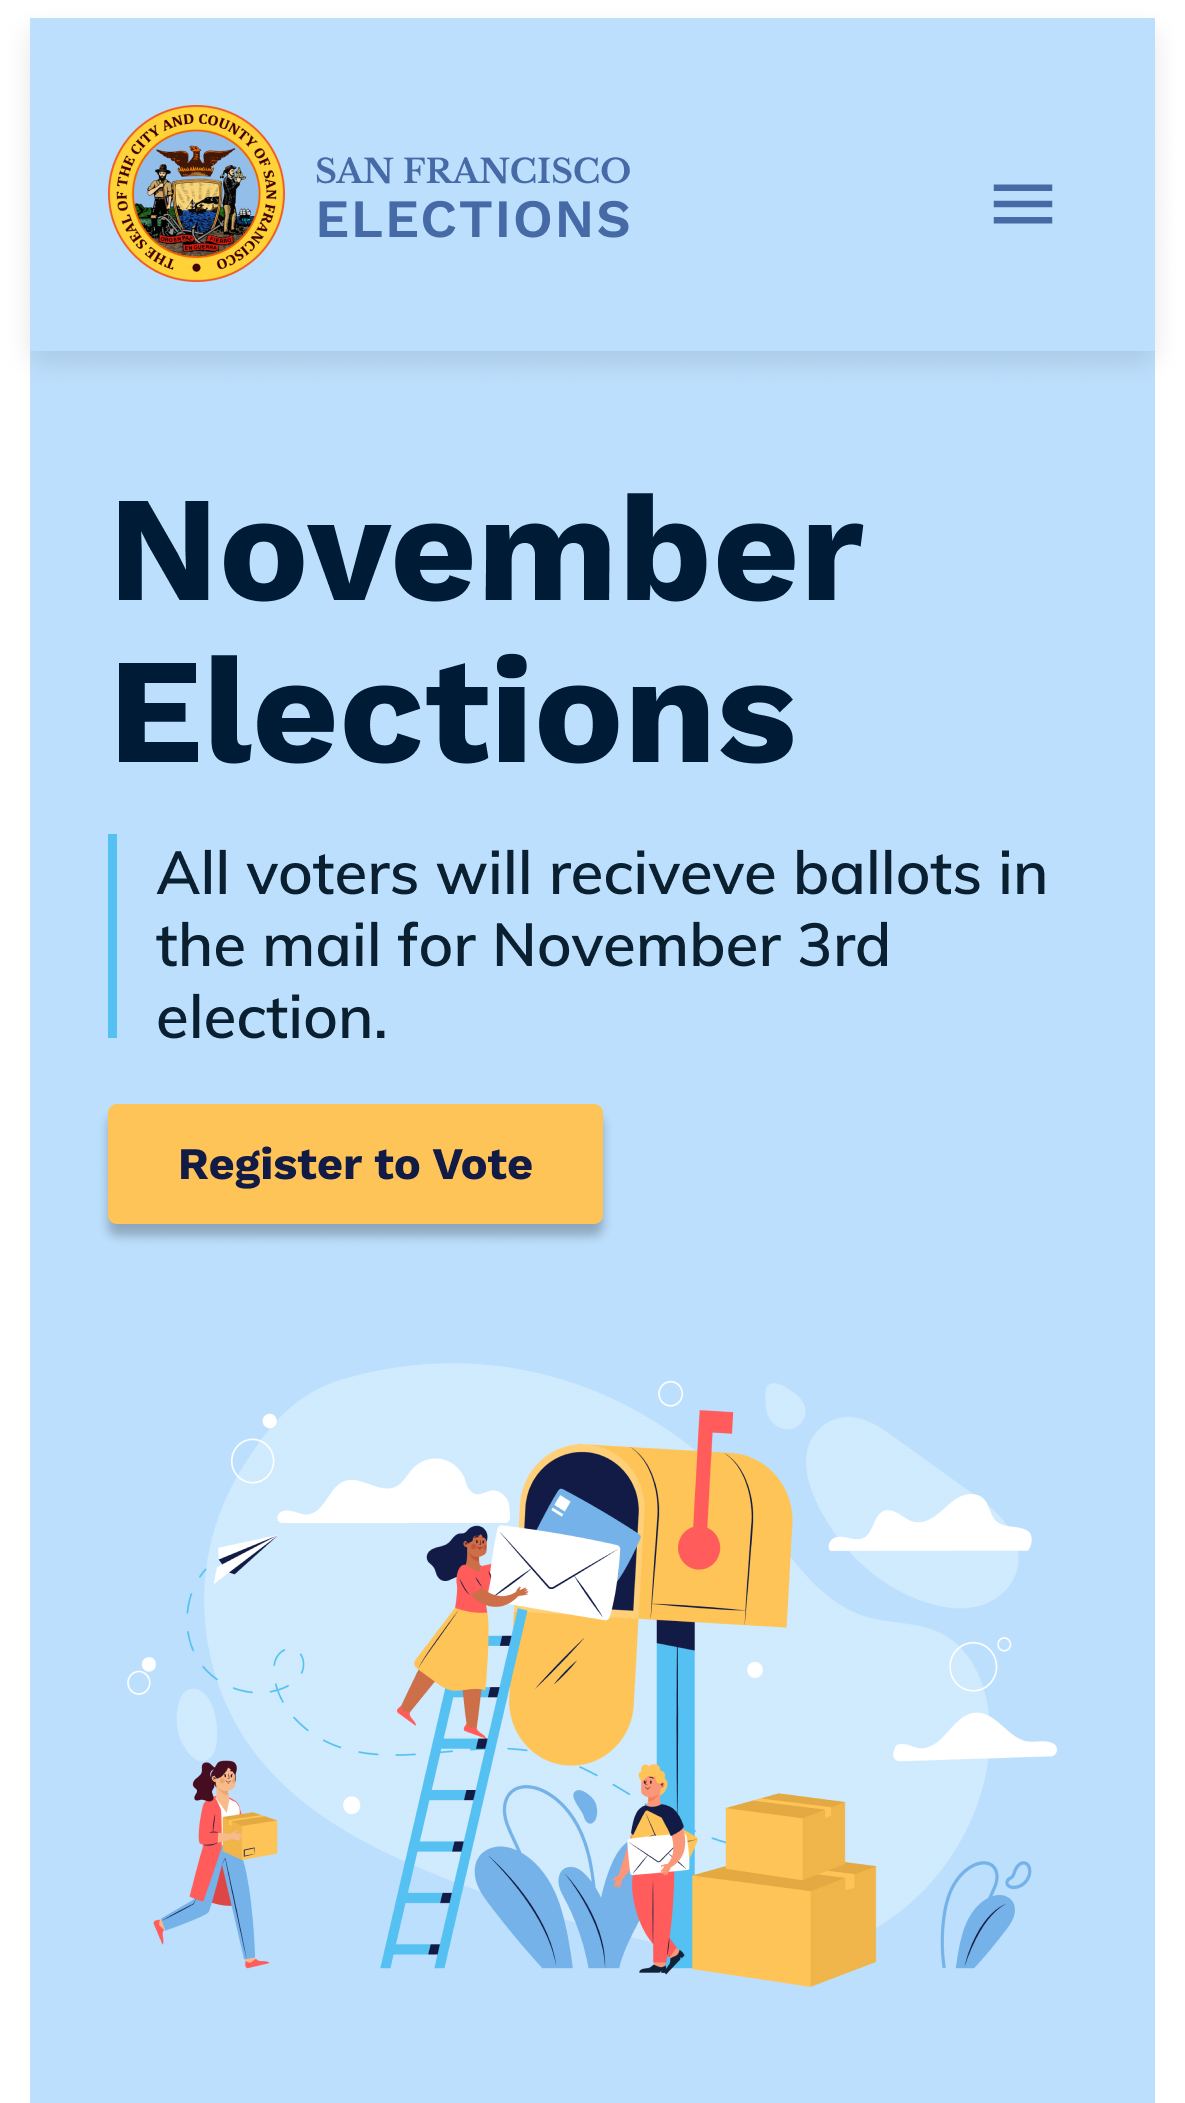 THE SEAL OF THE CITY AND COUNTY OF SAN FRANCISCO
SAN FRANCISCO
ELECTIONS
November
Elections
All voters will reciveve ballots in
the mail for November 3rd
election.
Register to Vote